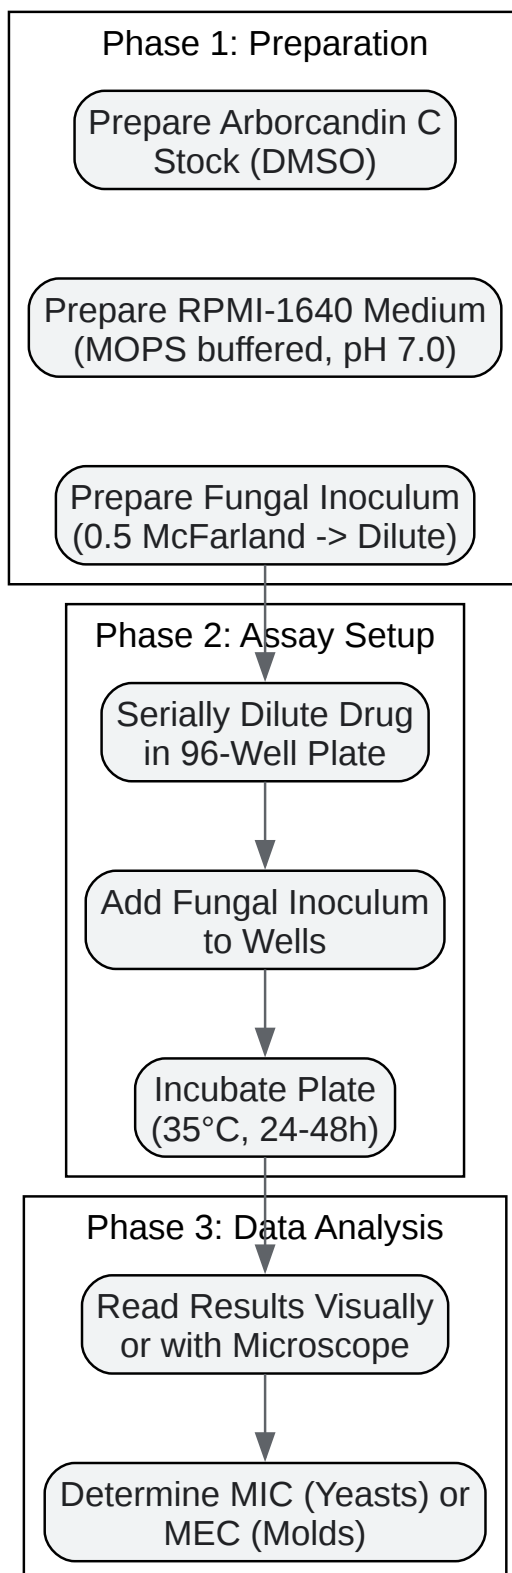 Phase 1: Preparation
Prepare Arborcandin C
Stock (DMSO)
Prepare RPMI-1640 Medium
(MOPS buffered, pH 7.0)
Prepare Fungal Inoculum
(0.5 McFarland -> Dilute)
Phase 2: Assay Setup
Serially Dilute Drug
in 96-Well Plate
Add Fungal Inoculum
to Wells
Incubate Plate
(35°C, 24-48h)
Phase 3: Data Analysis
Read Results Visually
or with Microscope
Determine MIC (Yeasts) or
MEC (Molds)